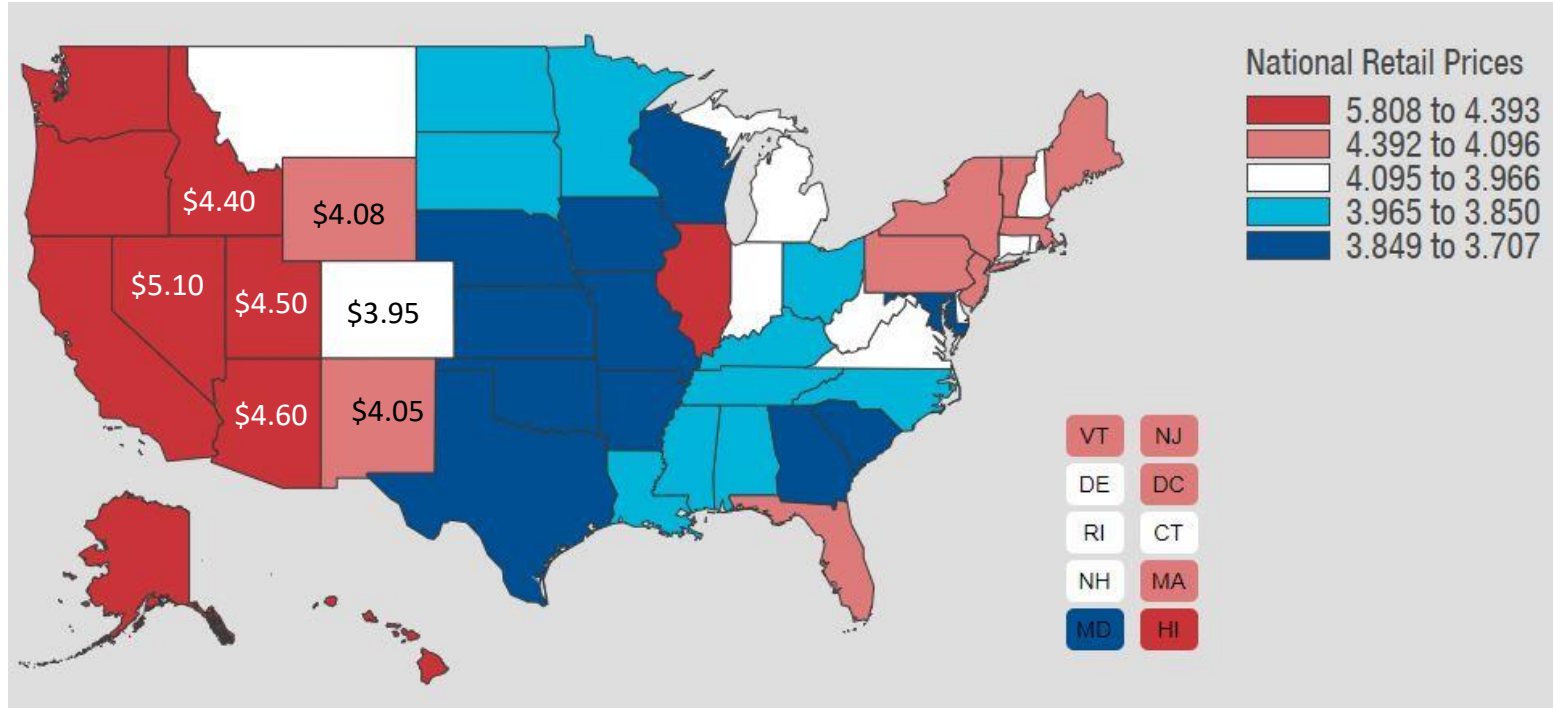 National Retail Prices
5.808 to 4.393
4.392 to 4.096
4.095 to 3.966
3.965 to 3.850
3.849 to 3.707
$4.40
$4.08
$5.10
$4.50
$3.95
$4.60
$4.05
VT NJ
DE DC
RI CT
NH MA
MD HI